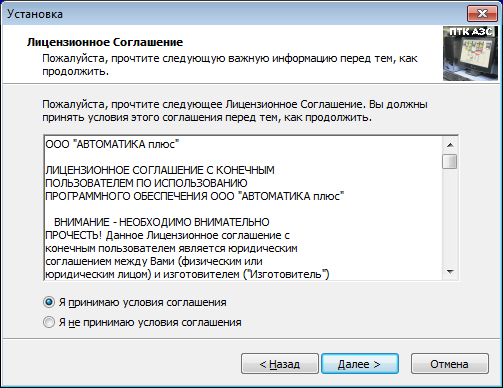 Установка
Лицензионное Соглашение
Пожалуйста, прочтите следующую важную информацию перед тем, как
продолжить.
ПТК АЗС
Пожалуйста, прочтите следующее Лицензионное Соглашение. Вы должны
принять условия этого соглашения перед тем, как продолжить.
ООО "АВТОМАТИКА плюс"
ЛИЦЕНЗИОННОЕ СОГЛАШЕНИЕ С КОНЕЧНЫМ
ПОЛЬЗОВАТЕЛЕМ ПО ИСПОЛЬЗОВАНИЮ
ПРОГРАММНОГО ОБЕСПЕЧЕНИЯ ООО "АВТОМАТИКА плюс"
ВНИМАНИЕ - НЕОБХОДИМО ВНИМАТЕЛЬНО
ПРОЧЕСТЬ! Данное Лицензионное соглашение с
конечным пользователем является юридическим
соглашением между Вами (физическим или
юридическим лицом) и изготовителем ("Изготовитель")
Я принимаю условия соглашения
Я не принимаю условия соглашения
< Назад
Далее >
Отмена